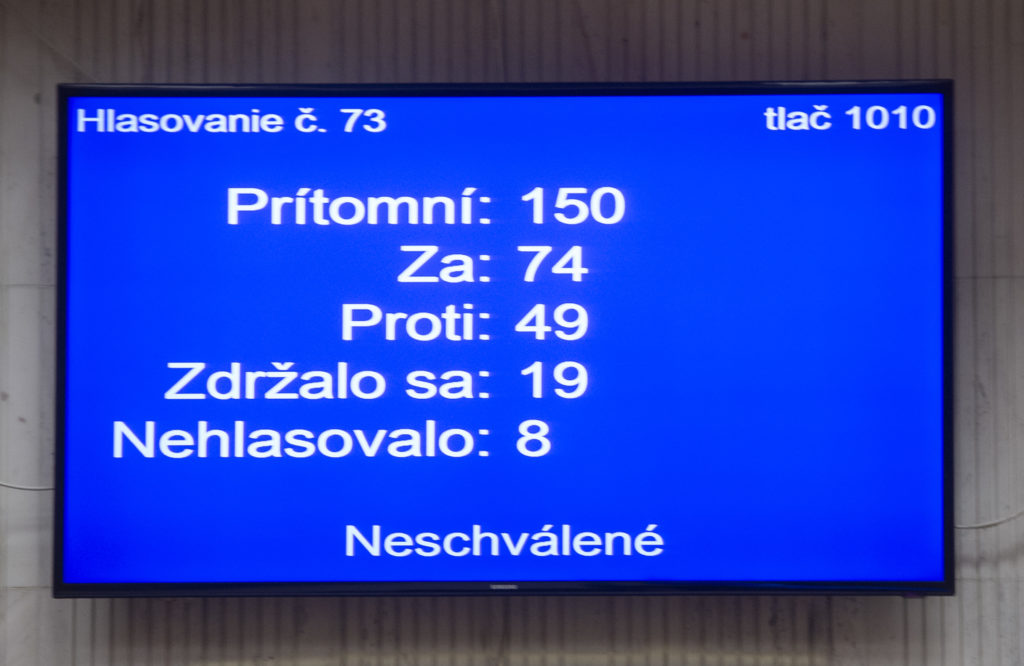 Hlasovanie č. 73 tlač 1010
Prítomní: 150
Za: 74
Proti: 49
Zdržalo sa: 19
Nehlasovalo: 8
Neschválené